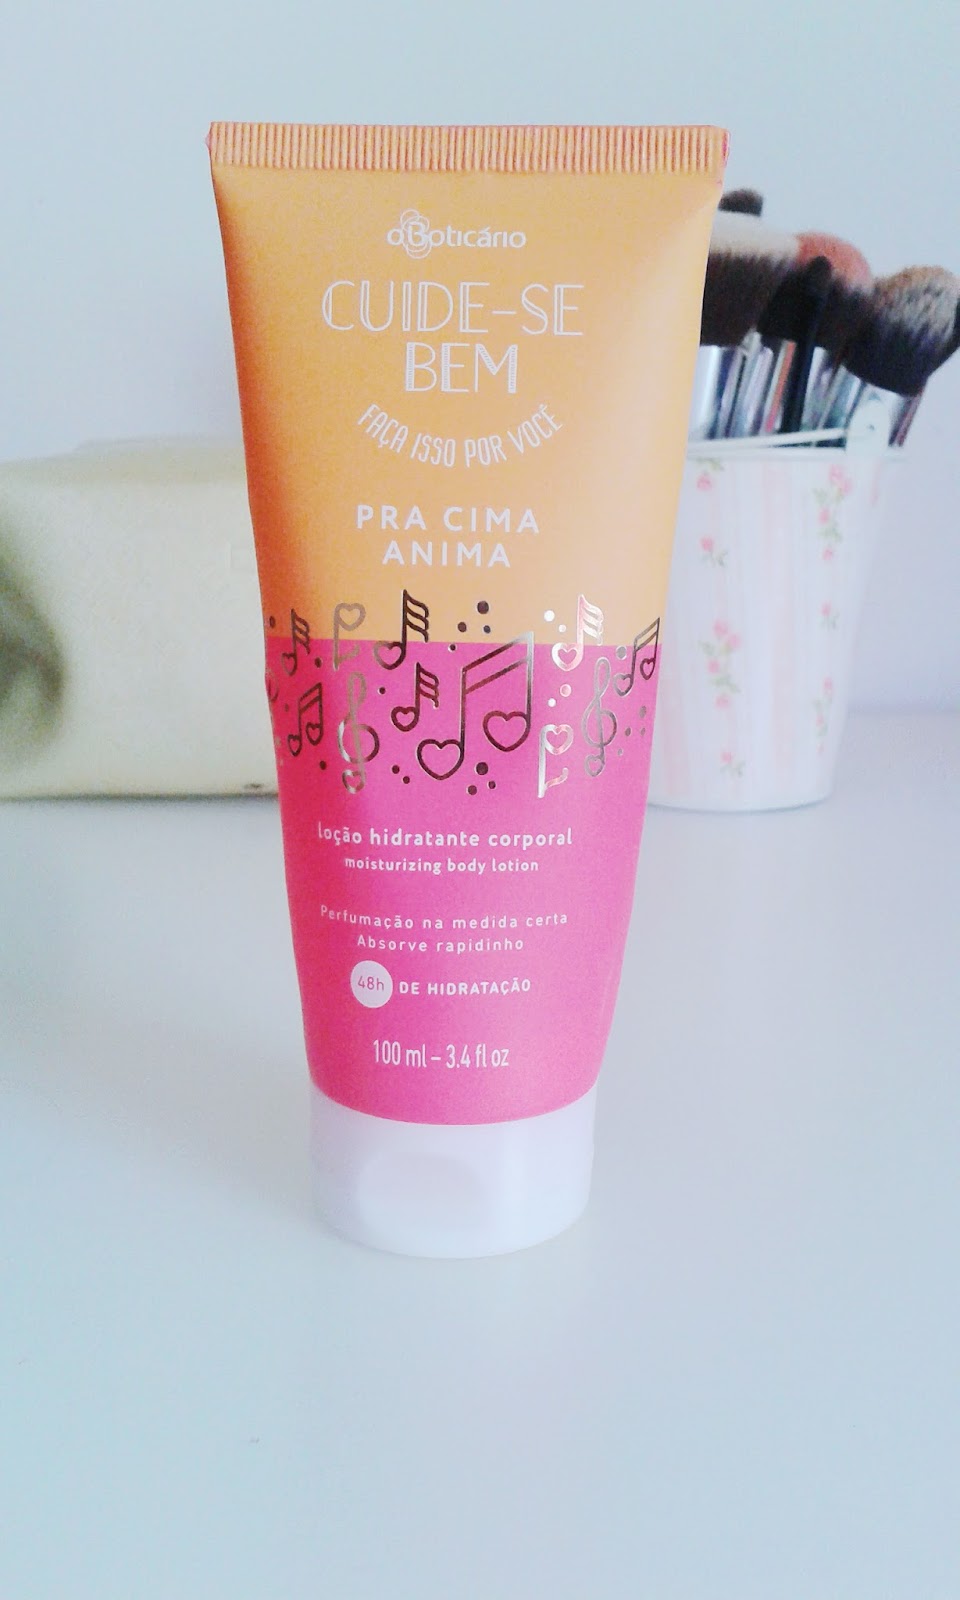 oBoticário
CUIDE-SE
BEM
FAÇA ISSO POR VOCÊ
PRA CIMA
ANIMA
loção hidratante corporal
moisturizing body lotion
Perfumação na medida certa
Absorve rapidinho
48h DE HIDRATAÇÃO
100 ml – 3.4 fl oz